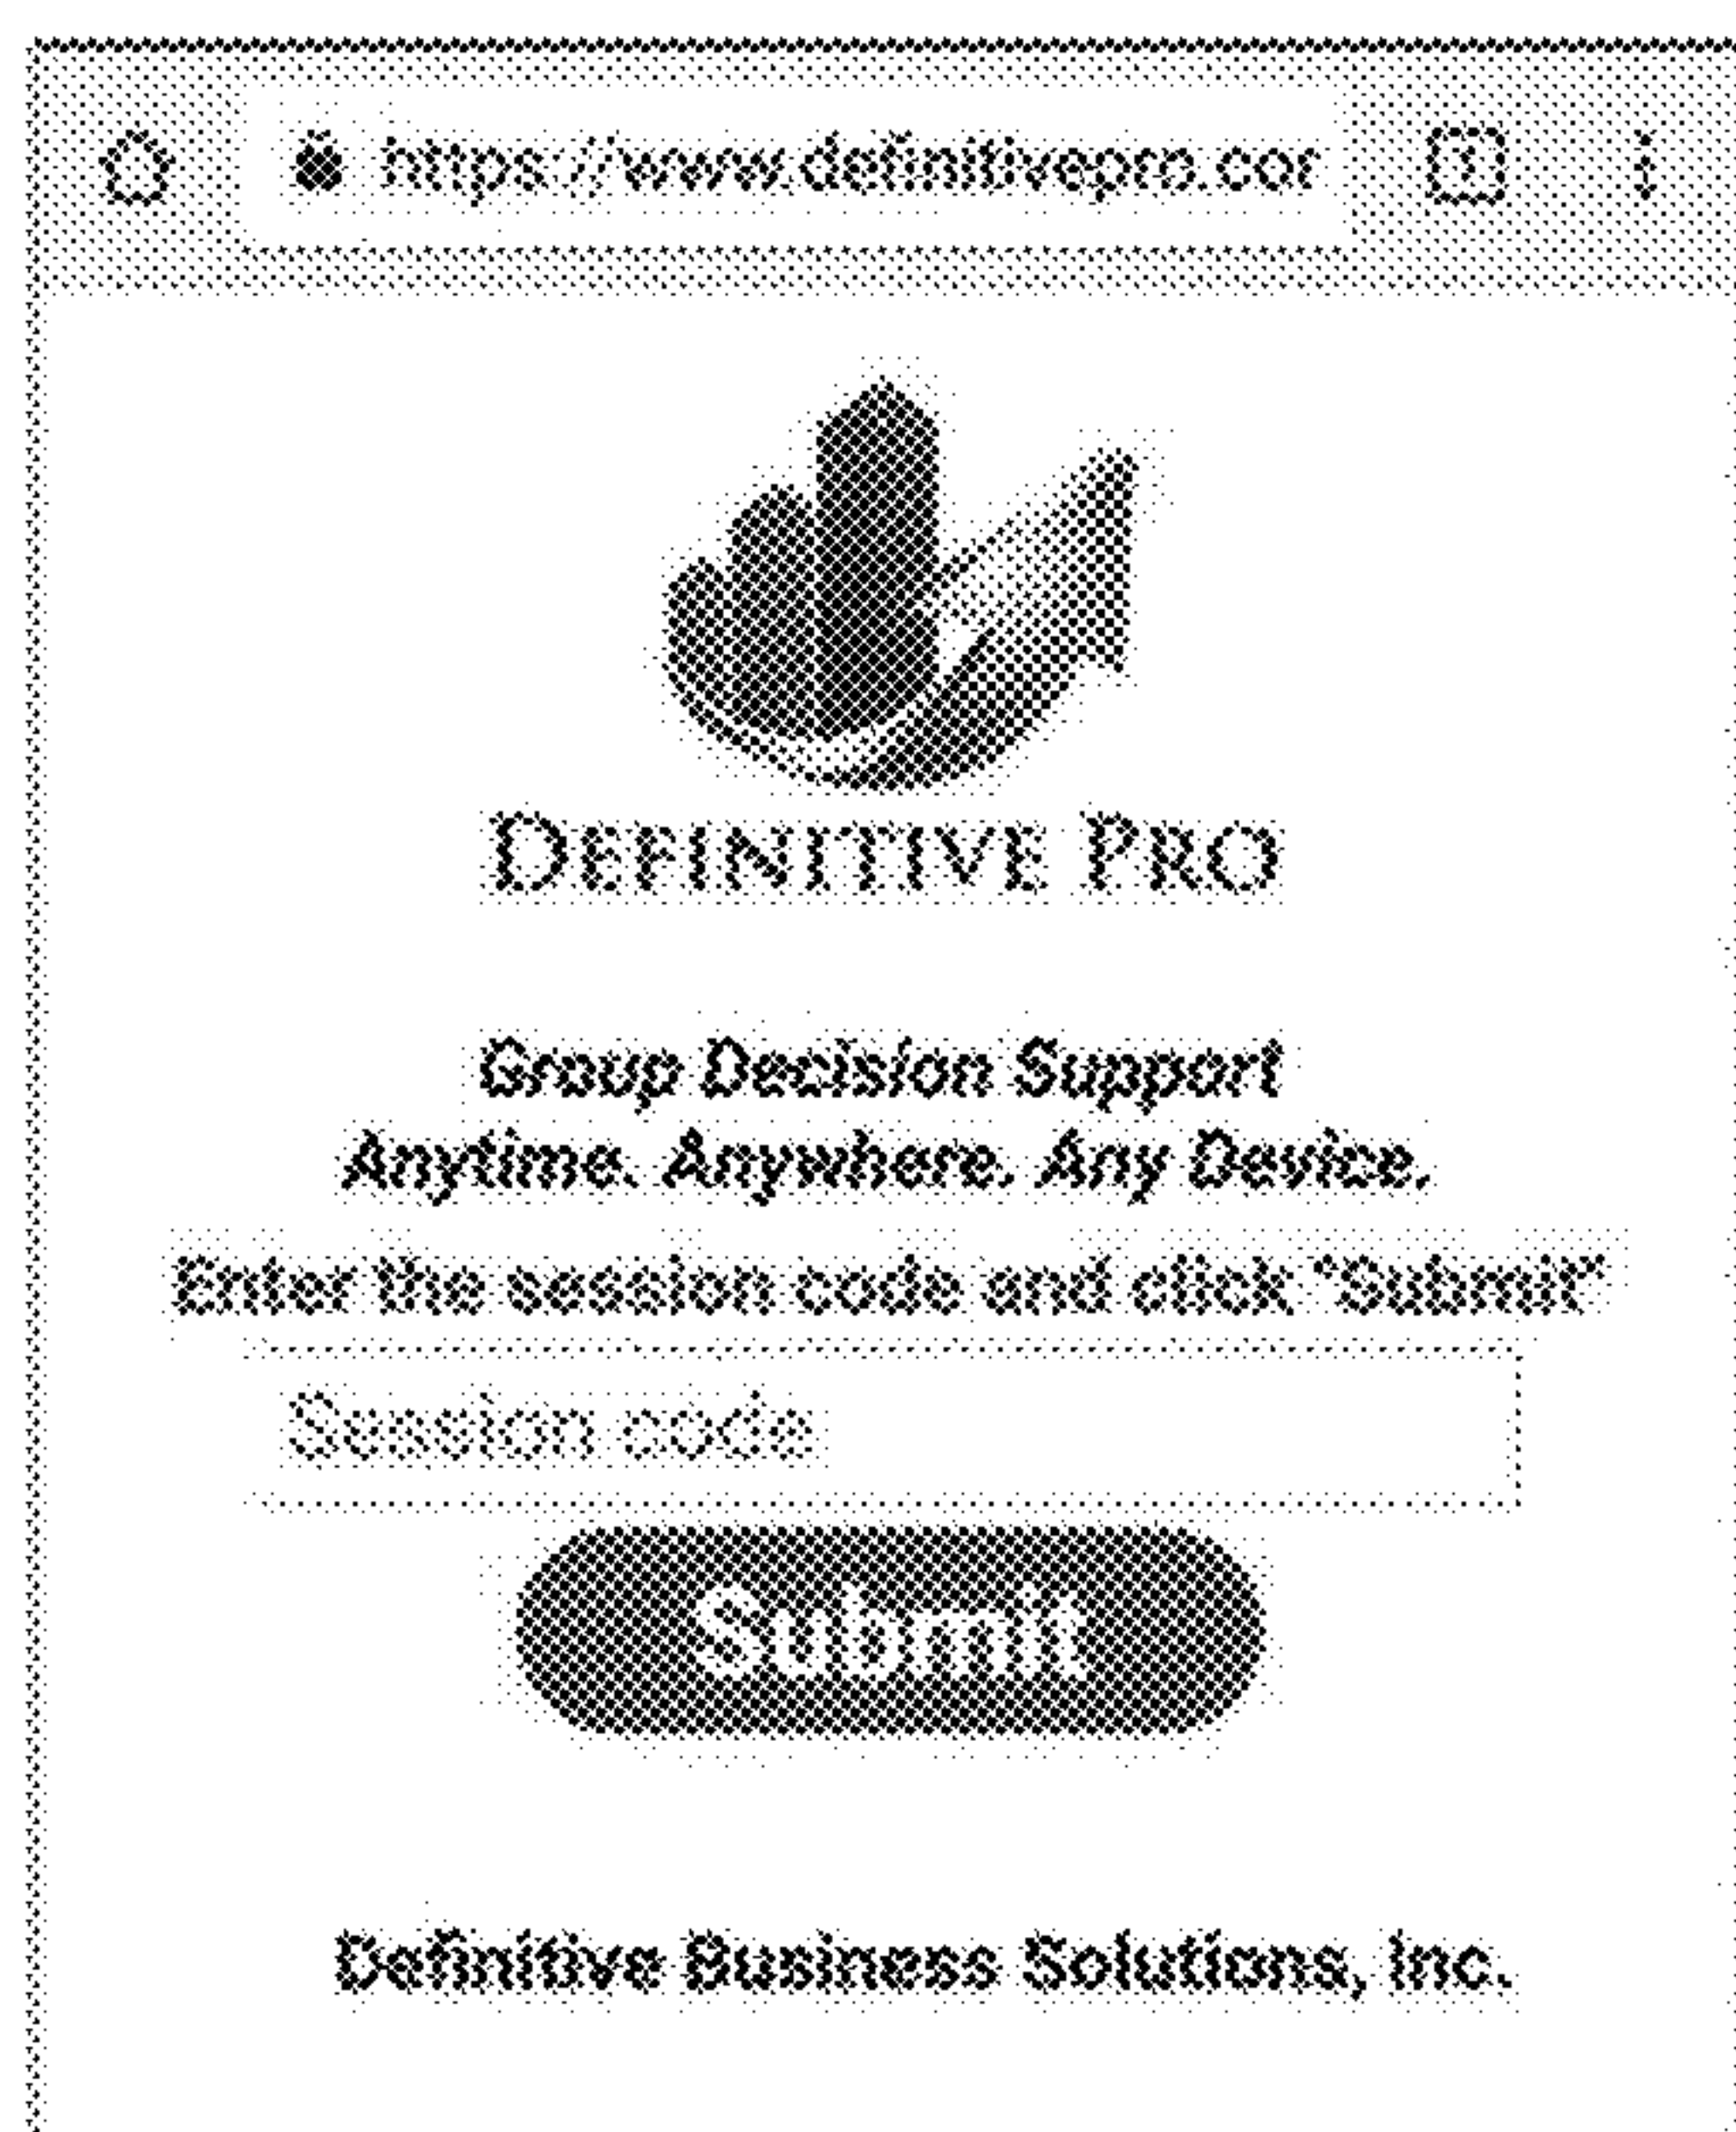 https://www.definitivepro.com
DEFINITIVE PRO
Group Decision Support
Anytime. Anywhere. Any Device.
Enter the session code and click "Submit"
Session code
Submit
Definitive Business Solutions, Inc.